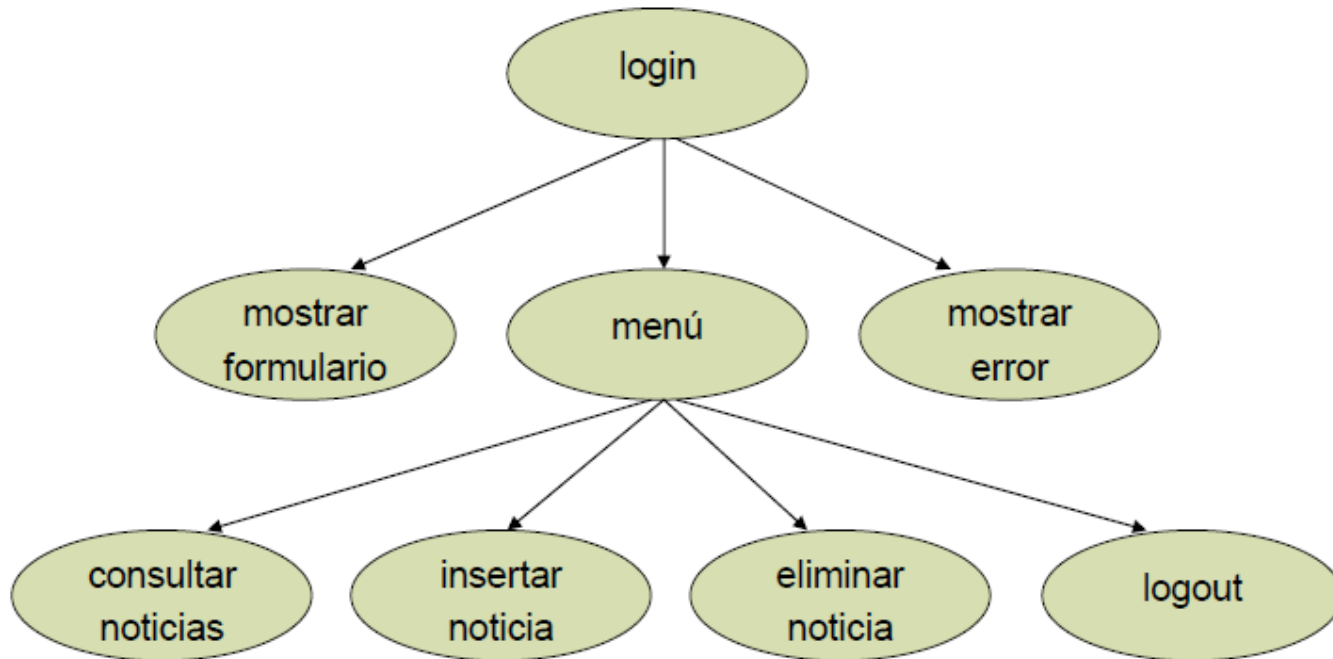 login
mostrar
formulario
menú
mostrar
error
consultar
noticias
insertar
noticia
eliminar
noticia
logout